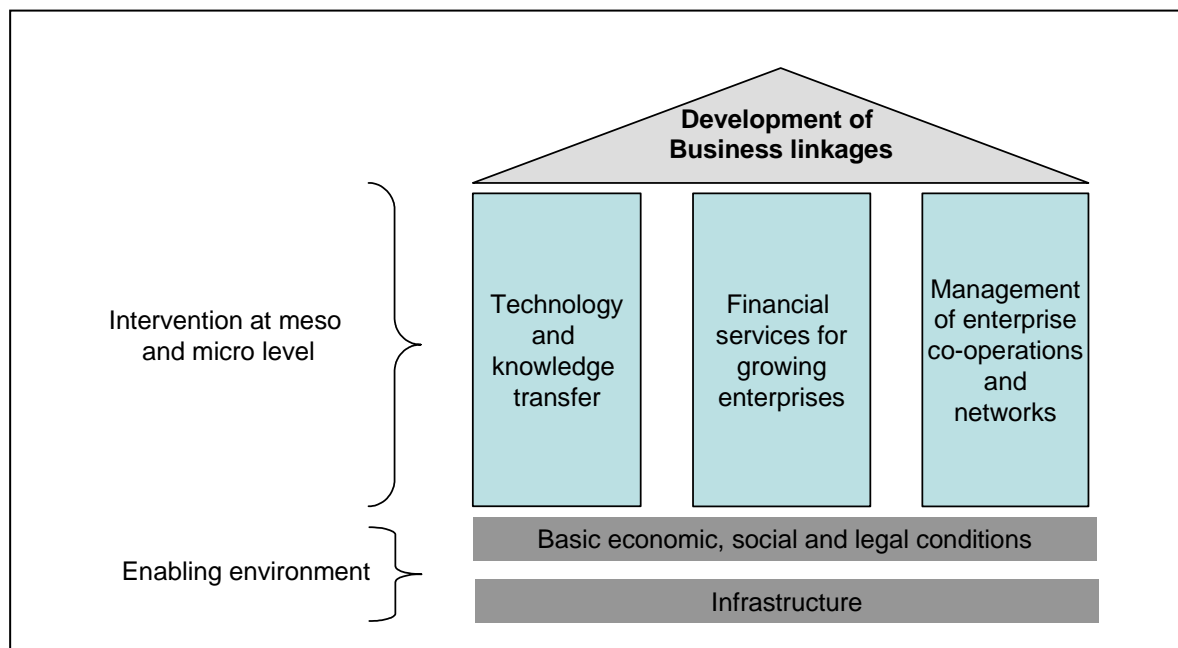 Development of
Business linkages
Intervention at meso
and micro level
Technology
and
knowledge
transfer
Financial
services for
growing
enterprises
Management
of enterprise
co-operations
and
networks
Basic economic, social and legal conditions
Enabling environment
Infrastructure